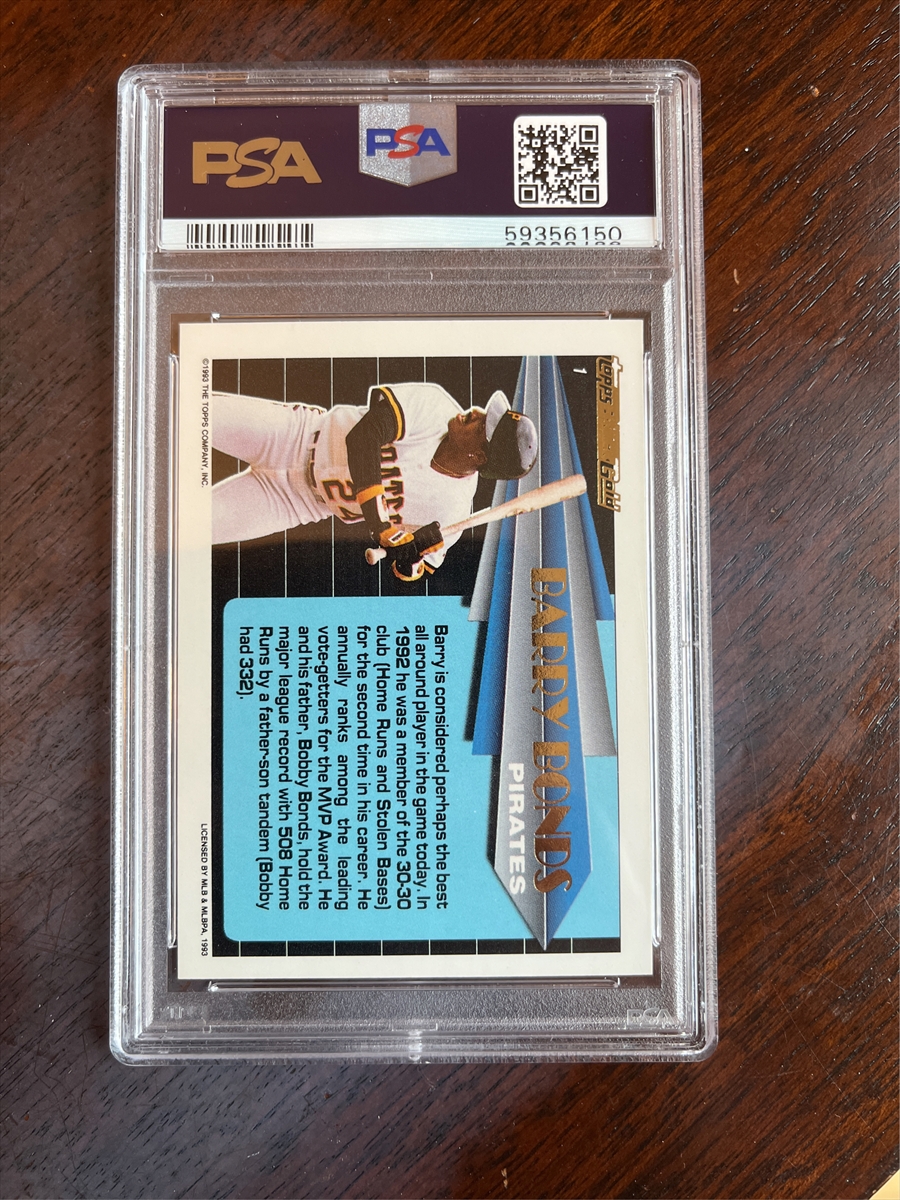 PSA
PSA
59356150
topps Black Gold
1
BARRY BONDS
PIRATES
Barry is considered perhaps the best
all around player in the game today. In
1992 he was a member of the 30-30
club (Home Runs and Stolen Bases)
for the second time in his career. He
annually ranks among the leading
vote-getters for the MVP Award. He
and his father, Bobby Bonds, hold the
major league record with 508 Home
Runs by a father-son tandem (Bobby
had 332).
P
24
©1993 THE TOPPS COMPANY, INC.
LICENSED BY MLB & MLBPA, 1993
PSA